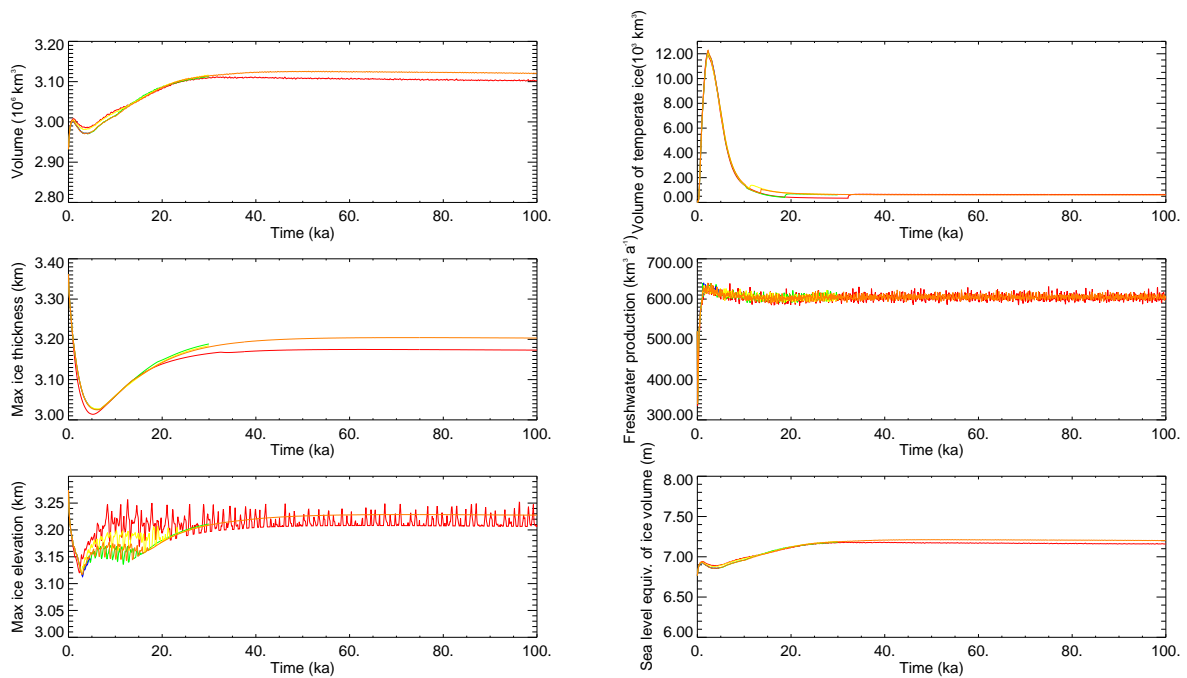 Volume (10⁶ km³)
3.20
3.10
3.00
2.90
2.80
0. 20. 40. 60. 80. 100.
Time (ka)
Volume of temperate ice(10³ km³)
12.00
10.00
8.00
6.00
4.00
2.00
0.00
0. 20. 40. 60. 80. 100.
Time (ka)
Max ice thickness (km)
3.40
3.30
3.20
3.10
3.00
0. 20. 40. 60. 80. 100.
Time (ka)
Freshwater production (km³ a⁻¹)
700.00
600.00
500.00
400.00
300.00
0. 20. 40. 60. 80. 100.
Time (ka)
Max ice elevation (km)
3.25
3.20
3.15
3.10
3.05
3.00
0. 20. 40. 60. 80. 100.
Time (ka)
Sea level equiv. of ice volume (m)
8.00
7.50
7.00
6.50
6.00
0. 20. 40. 60. 80. 100.
Time (ka)